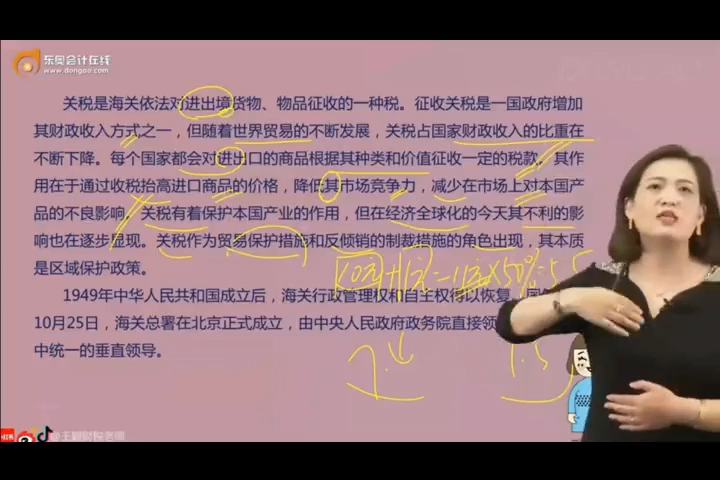 东奥会计在线
www.dongao.com
关税是海关依法对进出境货物、物品征收的一种税。征收关税是一国政府增加
其财政收入方式之一，但随着世界贸易的不断发展，关税占国家财政收入的比重在
不断下降。每个国家都会对进出口的商品根据其种类和价值征收一定的税款。其作
用在于通过收税抬高进口商品的价格，降低其市场竞争力，减少在市场上对本国产
品的不良影响。关税有着保护本国产业的作用，但在经济全球化的今天其不利的影
响也在逐步显现。关税作为贸易保护措施和反倾销的制裁措施的角色出现，其本质
是区域保护政策。
1949年中华人民共和国成立后，海关行政管理权和自主权得以恢复。
10月25日，海关总署在北京正式成立，由中央人民政府政务院直接领
中统一的垂直领导。
1.5